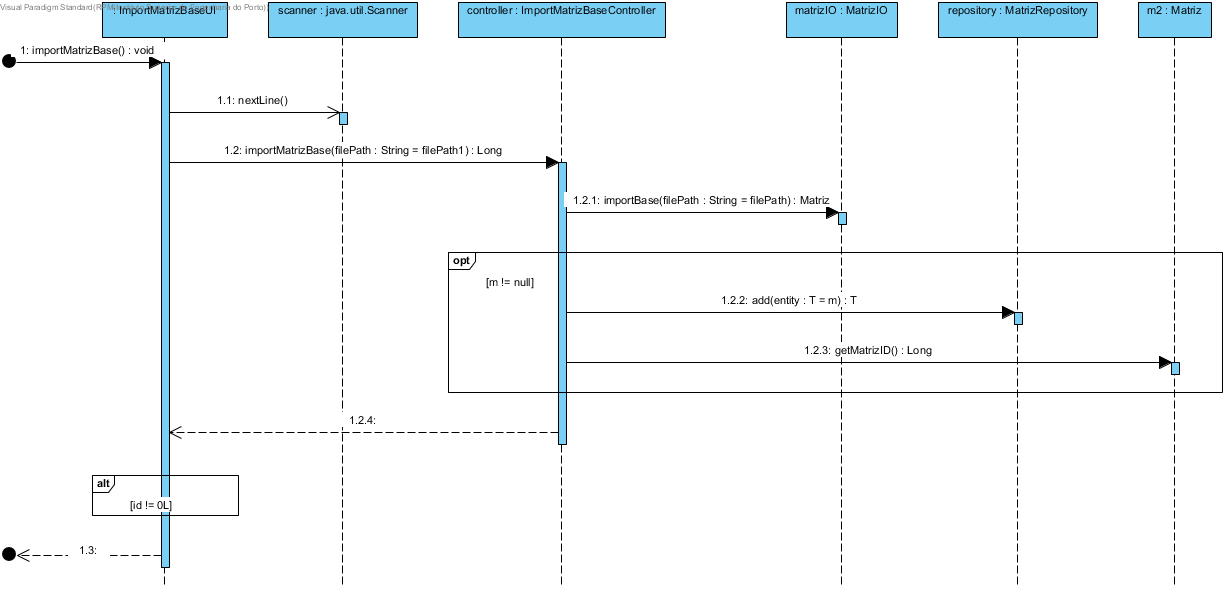 Visual Paradigm Standard(RPM
do Porto)
: ImportMatrizBaseUI
scanner : java.util.Scanner
controller : ImportMatrizBaseController
matrizIO : MatrizIO
repository : MatrizRepository
m2 : Matriz
1: importMatrizBase() : void
1.1: nextLine()
1.2: importMatrizBase(filePath : String = filePath1) : Long
1.2.1: importBase(filePath : String = filePath) : Matriz
opt
[m != null]
1.2.2: add(entity : T = m) : T
1.2.3: getMatrizID() : Long
1.2.4:
alt
[id != 0L]
1.3: